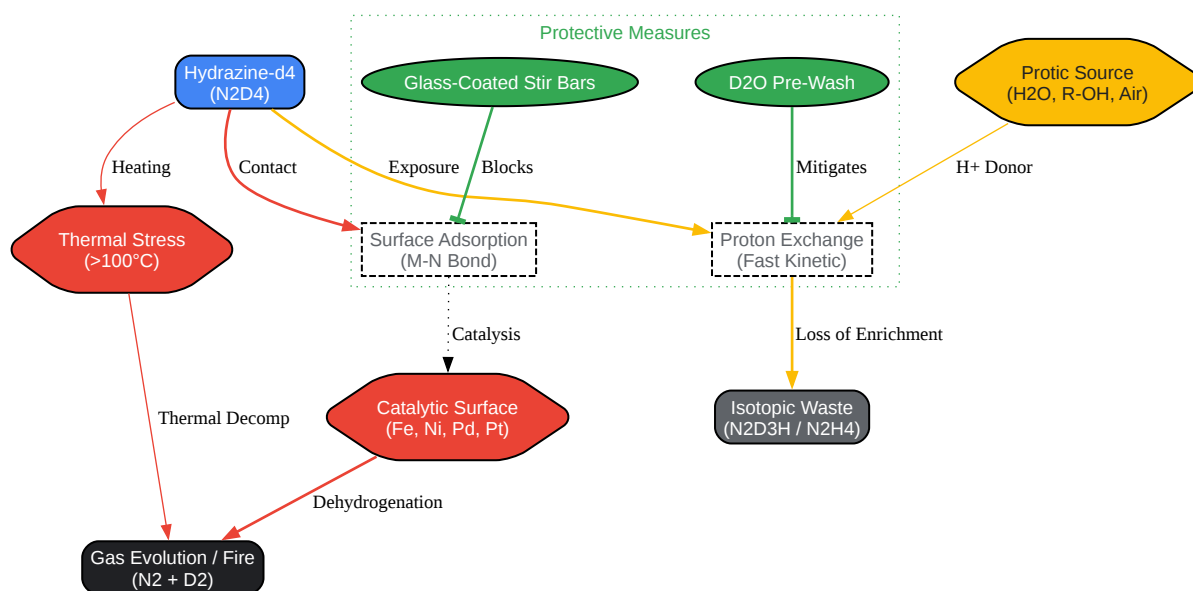 Protective Measures
Hydrazine-d4
(N2D4)
Glass-Coated Stir Bars
D2O Pre-Wash
Protic Source
(H2O, R-OH, Air)
Heating
Contact
Exposure
Blocks
Mitigates
H+ Donor
Thermal Stress
(>100°C)
Surface Adsorption
(M-N Bond)
Proton Exchange
(Fast Kinetic)
Catalysis
Loss of Enrichment
Thermal Decomp
Catalytic Surface
(Fe, Ni, Pd, Pt)
Isotopic Waste
(N2D3H / N2H4)
Dehydrogenation
Gas Evolution / Fire
(N2 + D2)